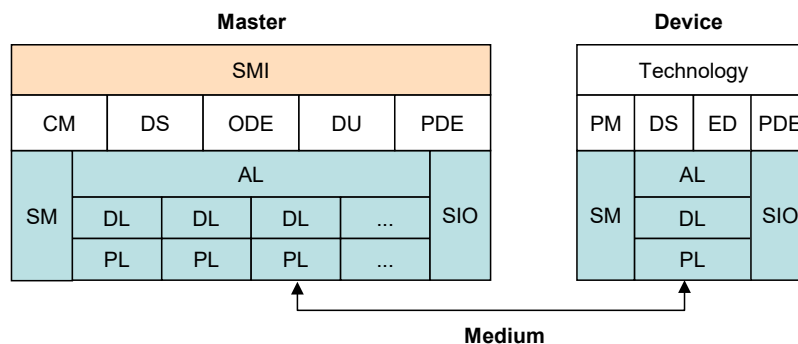 Master Device
SMI Technology
CM DS ODE DU PDE PM DS ED PDE
AL AL
SM DL DL DL ... SIO SM DL SIO
PL PL PL ... PL
Medium